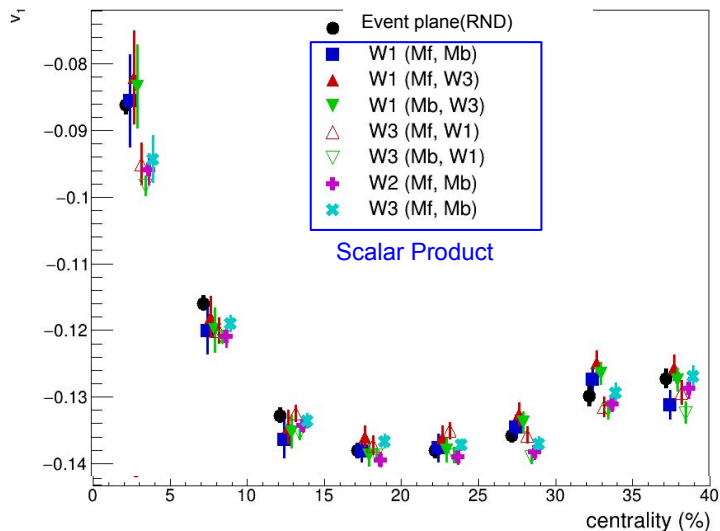 v₁
Event plane(RND)
W1 (Mf, Mb)
W1 (Mf, W3)
W1 (Mb, W3)
W3 (Mf, W1)
W3 (Mb, W1)
W2 (Mf, Mb)
W3 (Mf, Mb)
Scalar Product
−0.08
−0.09
−0.1
−0.11
−0.12
−0.13
−0.14
0 5 10 15 20 25 30 35 40
centrality (%)